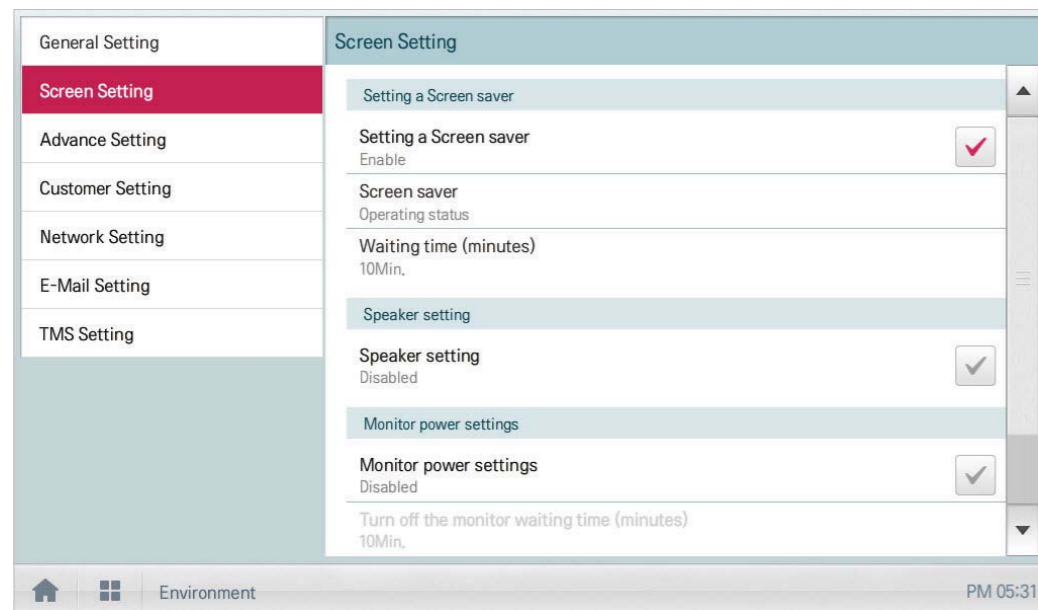 General Setting
Screen Setting
Advance Setting
Customer Setting
Network Setting
E-Mail Setting
TMS Setting
Screen Setting
Setting a Screen saver
Setting a Screen saver
Enable
Screen saver
Operating status
Waiting time (minutes)
10Min.
Speaker setting
Speaker setting
Disabled
Monitor power settings
Monitor power settings
Disabled
Turn off the monitor waiting time (minutes)
10Min.
Environment
PM 05:31